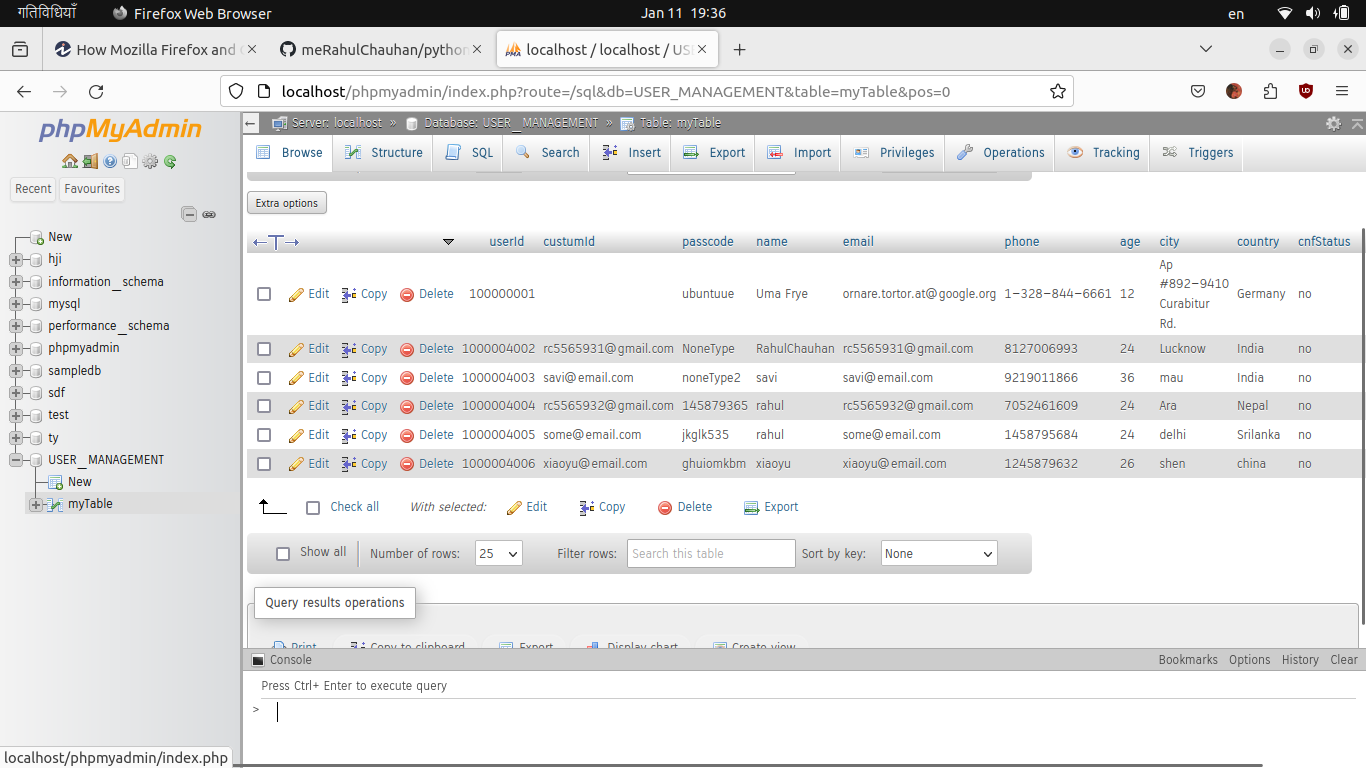 गतिविधियाँ Firefox Web Browser Jan 11 19:36 en
How Mozilla Firefox and meRahulChauhan/python localhost / localhost / US
localhost/phpmyadmin/index.php?route=/sql&db=USER_MANAGEMENT&table=myTable&pos=0
phpMyAdmin
Recent Favourites
New
hji
information_schema
mysql
performance_schema
phpmyadmin
sampledb
sdf
test
ty
USER_MANAGEMENT
New
myTable
Server: localhost » Database: USER_MANAGEMENT » Table: myTable
Browse Structure SQL Search Insert Export Import Privileges Operations Tracking Triggers
Extra options
userId custumId passcode name email phone age city country cnfStatus
Edit Copy Delete 100000001 ubuntuue Uma Frye ornare.tortor.at@google.org 1-328-844-6661 12 Ap
#892-9410
Curabitur
Rd. Germany no
Edit Copy Delete 1000004002 rc5565931@gmail.com NoneType RahulChauhan rc5565931@gmail.com 8127006993 24 Lucknow India no
Edit Copy Delete 1000004003 savi@email.com noneType2 savi savi@email.com 9219011866 36 mau India no
Edit Copy Delete 1000004004 rc5565932@gmail.com 145879365 rahul rc5565932@gmail.com 7052461609 24 Ara Nepal no
Edit Copy Delete 1000004005 some@email.com jkglk535 rahul some@email.com 1458795684 24 delhi Srilanka no
Edit Copy Delete 1000004006 xiaoyu@email.com ghuiomkbm xiaoyu xiaoyu@email.com 1245879632 26 shen china no
Check all With selected: Edit Copy Delete Export
Show all Number of rows: 25 Filter rows: Search this table Sort by key: None
Query results operations
Print Copy to clipboard Export Display chart Create view
Console Bookmarks Options History Clear
Press Ctrl+ Enter to execute query
>
localhost/phpmyadmin/index.php